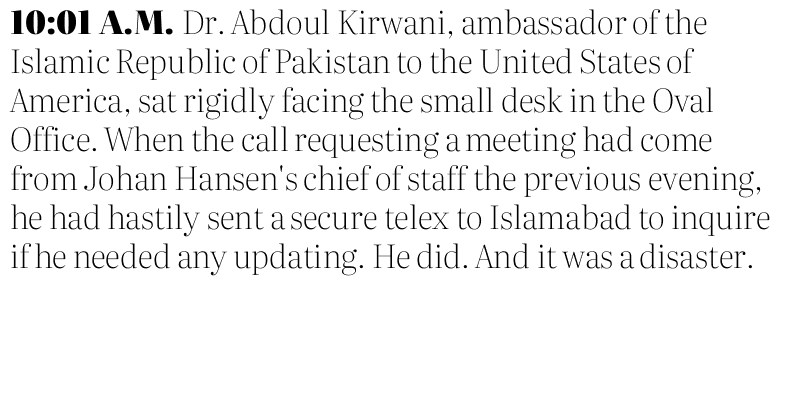 10:01 A.M. Dr. Abdoul Kirwani, ambassador of the
Islamic Republic of Pakistan to the United States of
America, sat rigidly facing the small desk in the Oval
Office. When the call requesting a meeting had come
from Johan Hansen's chief of staff the previous evening,
he had hastily sent a secure telex to Islamabad to inquire
if he needed any updating. He did. And it was a disaster.